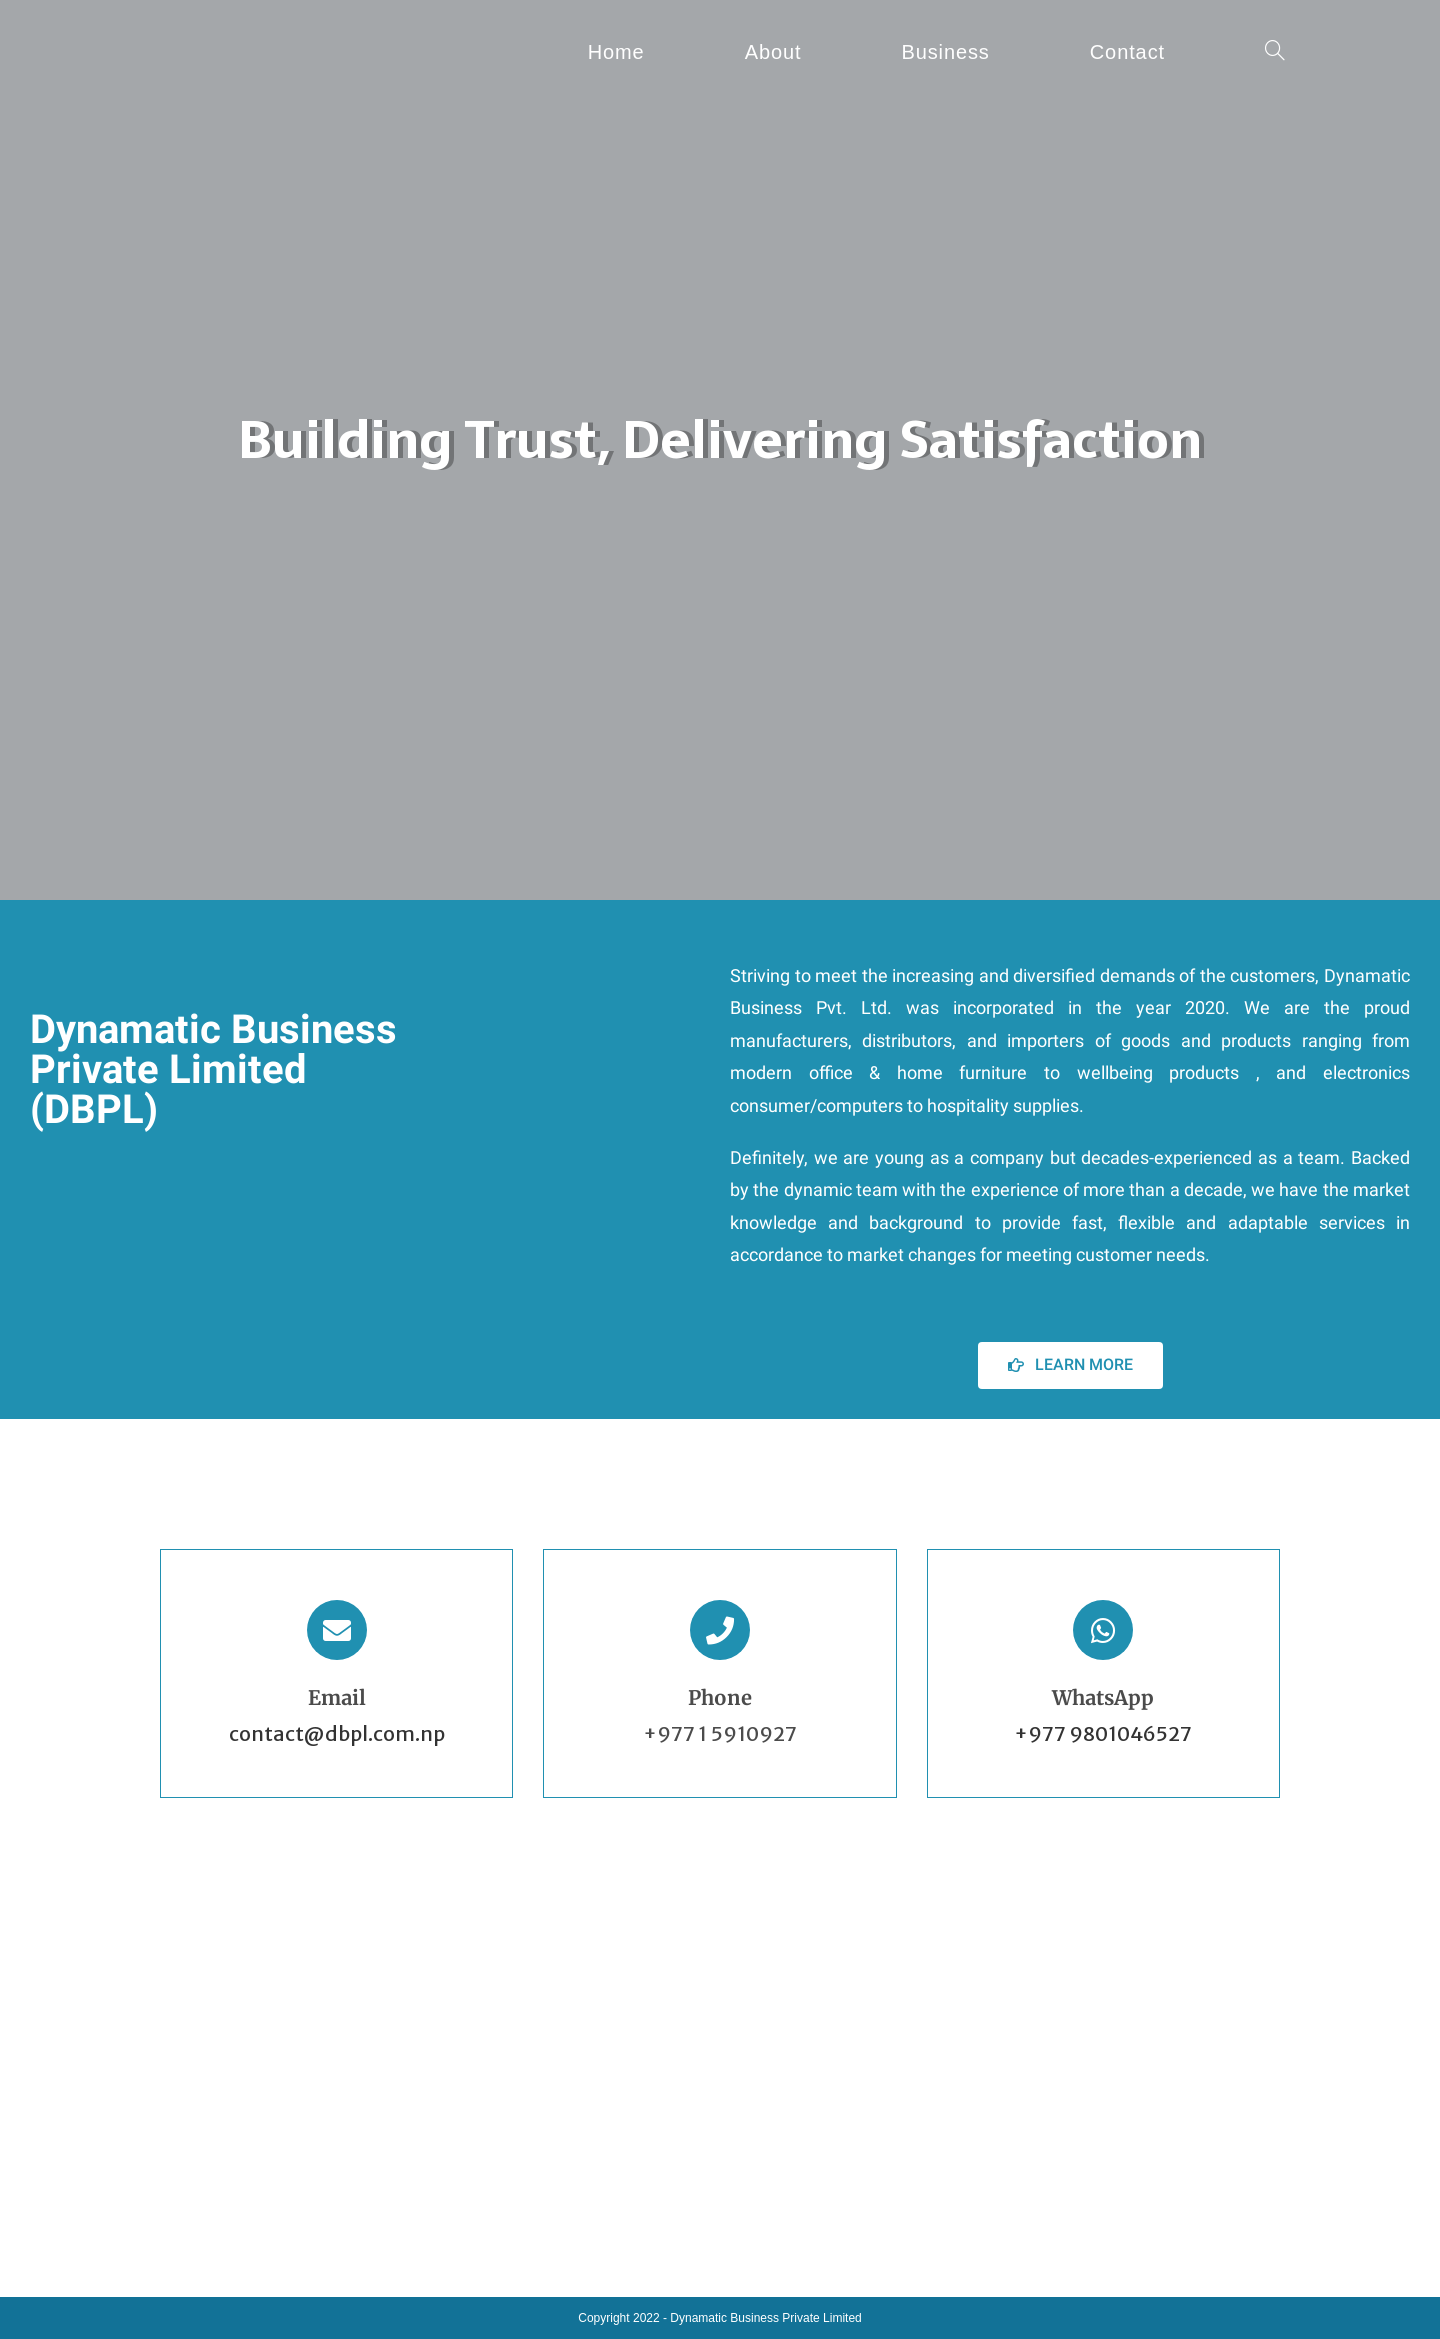 Home About Business Contact
Building Trust, Delivering Satisfaction
Dynamatic Business
Private Limited
(DBPL)
Striving to meet the increasing and diversified demands of the customers, Dynamatic
Business Pvt. Ltd. was incorporated in the year 2020. We are the proud
manufacturers, distributors, and importers of goods and products ranging from
modern office & home furniture to wellbeing products , and electronics
consumer/computers to hospitality supplies.
Definitely, we are young as a company but decades-experienced as a team. Backed
by the dynamic team with the experience of more than a decade, we have the market
knowledge and background to provide fast, flexible and adaptable services in
accordance to market changes for meeting customer needs.
LEARN MORE
Email
contact@dbpl.com.np
Phone
+977 1 5910927
WhatsApp
+977 9801046527
Copyright 2022 - Dynamatic Business Private Limited